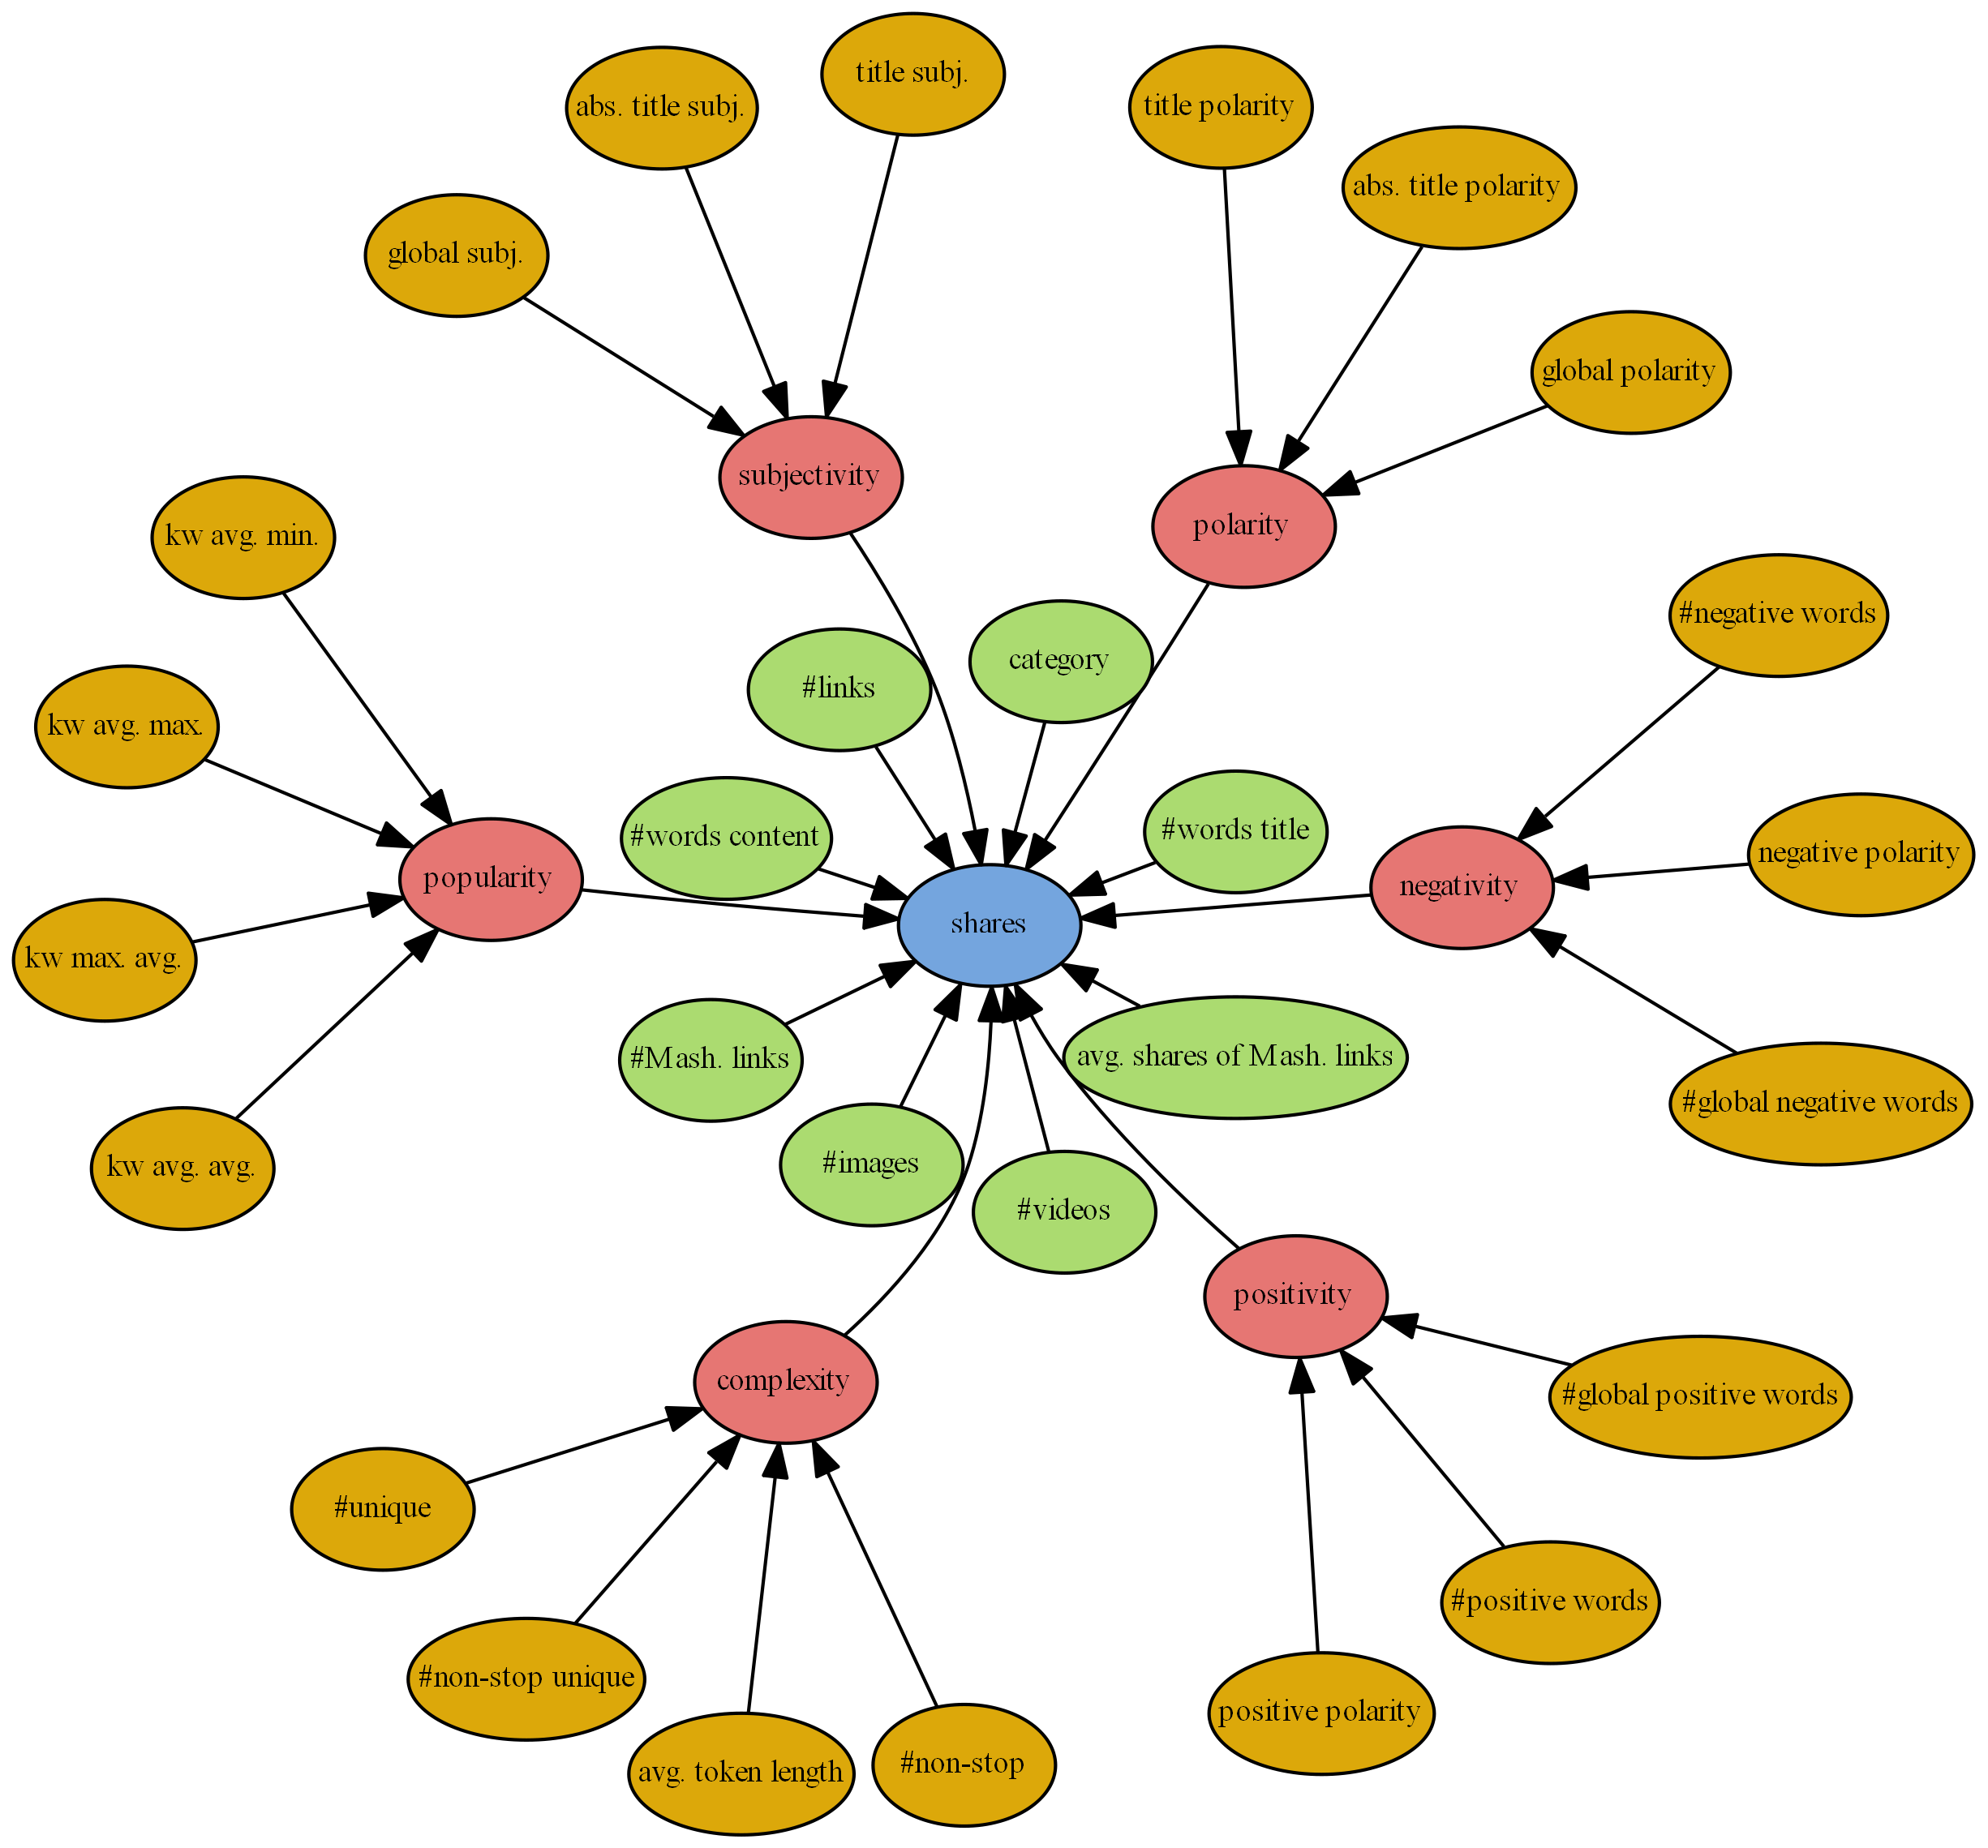 title subj.
abs. title subj.
title polarity
abs. title polarity
global subj.
global polarity
subjectivity
polarity
kw avg. min.
#negative words
category
#links
kw avg. max.
#words content
#words title
negative polarity
popularity
negativity
shares
kw max. avg.
#Mash. links
avg. shares of Mash. links
#global negative words
kw avg. avg.
#images
#videos
positivity
complexity
#global positive words
#unique
#positive words
#non-stop unique
positive polarity
avg. token length
#non-stop